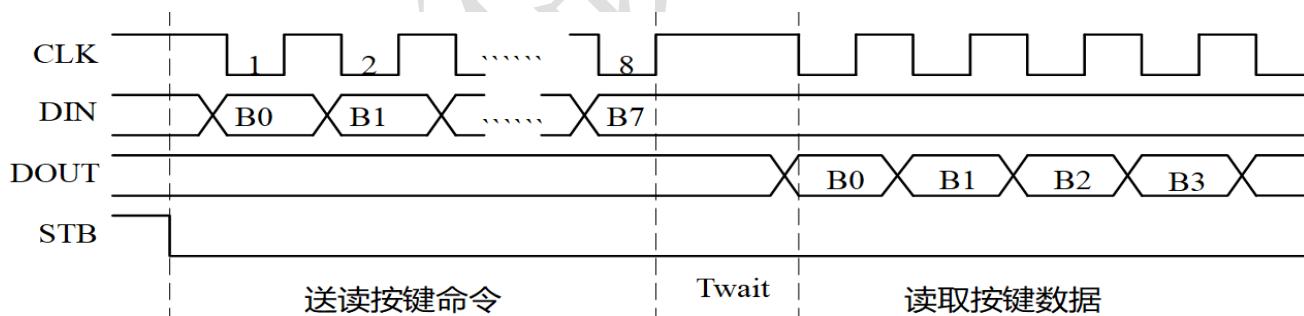 CLK 1 2 ...... 8
DIN B0 B1 ...... B7
DOUT B0 B1 B2 B3
STB
送读按键命令 Twait 读取按键数据